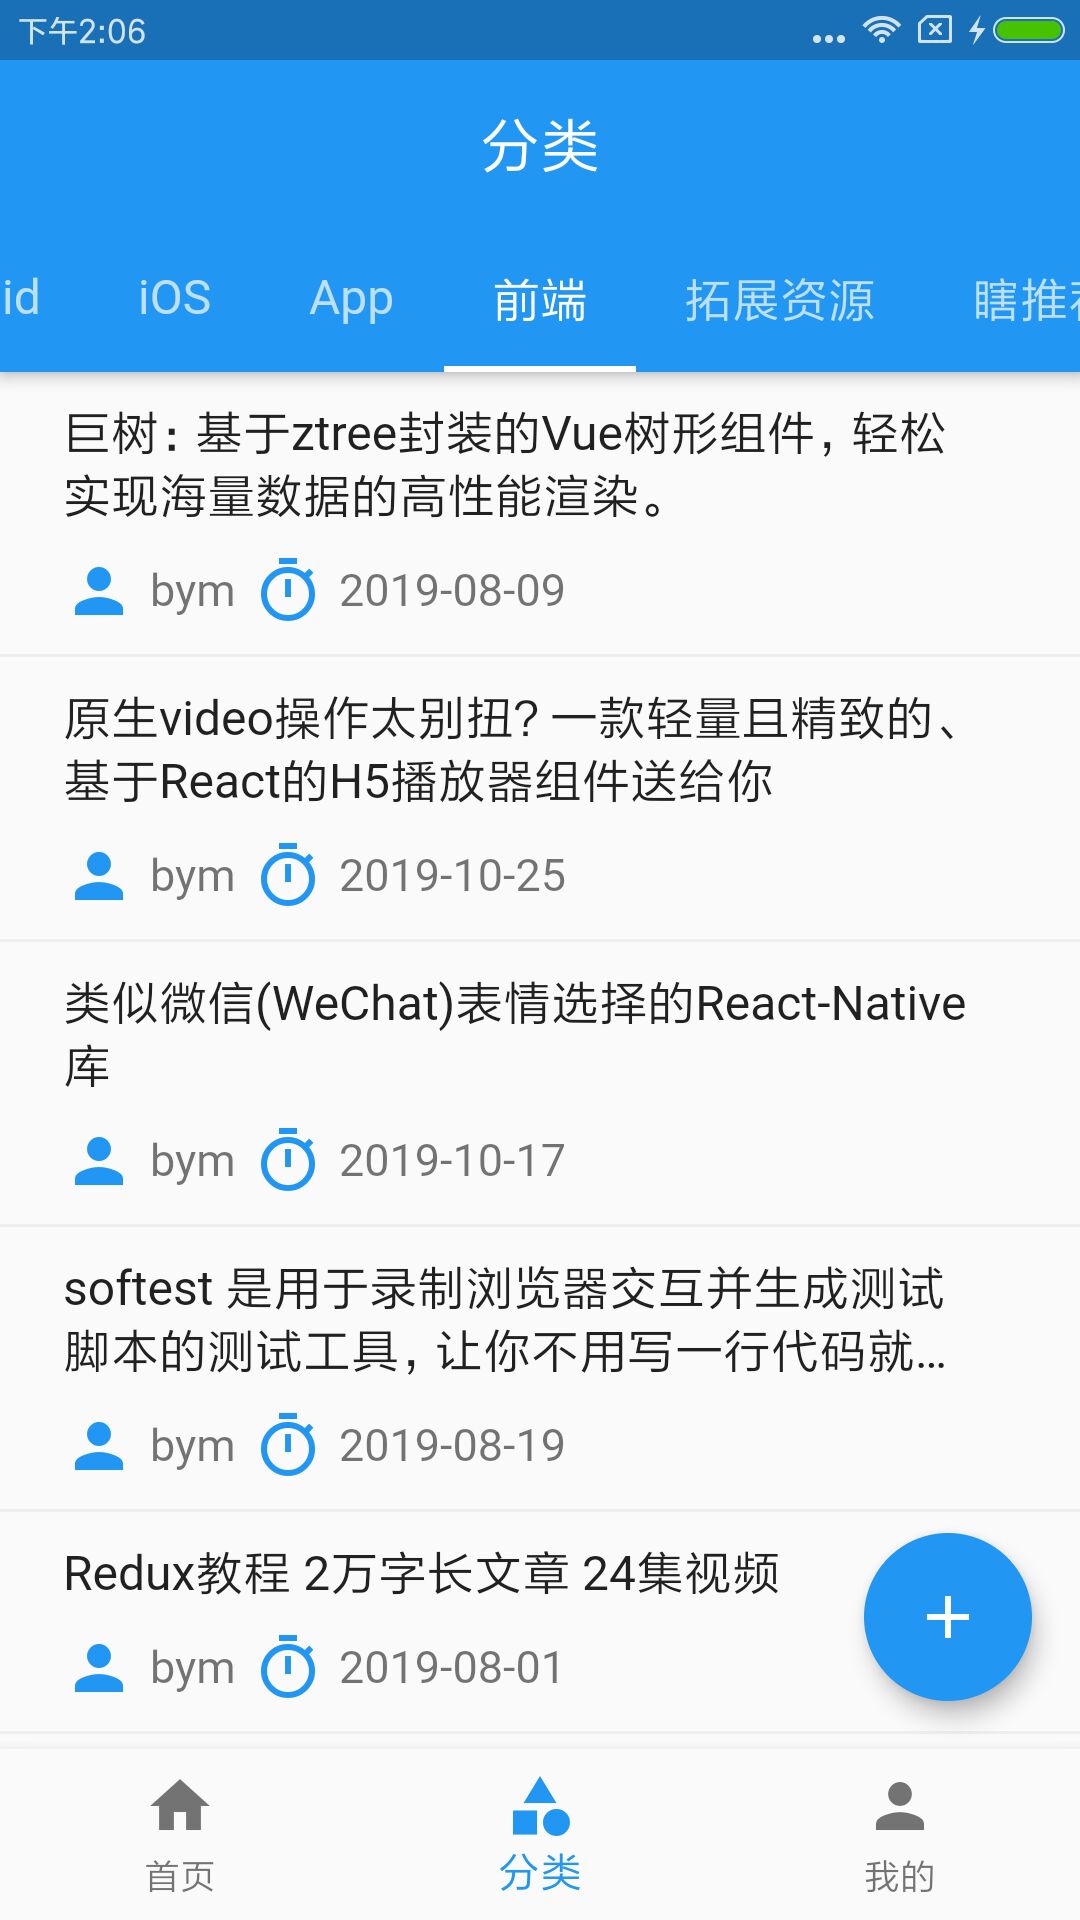 下午2:06
分类
id iOS App 前端 拓展资源 瞎推荐
巨树：基于ztree封装的Vue树形组件，轻松
实现海量数据的高性能渲染。
bym 2019-08-09
原生video操作太别扭？一款轻量且精致的、
基于React的H5播放器组件送给你
bym 2019-10-25
类似微信(WeChat)表情选择的React-Native
库
bym 2019-10-17
softest 是用于录制浏览器交互并生成测试
脚本的测试工具，让你不用写一行代码就...
bym 2019-08-19
Redux教程 2万字长文章 24集视频
bym 2019-08-01
首页 分类 我的